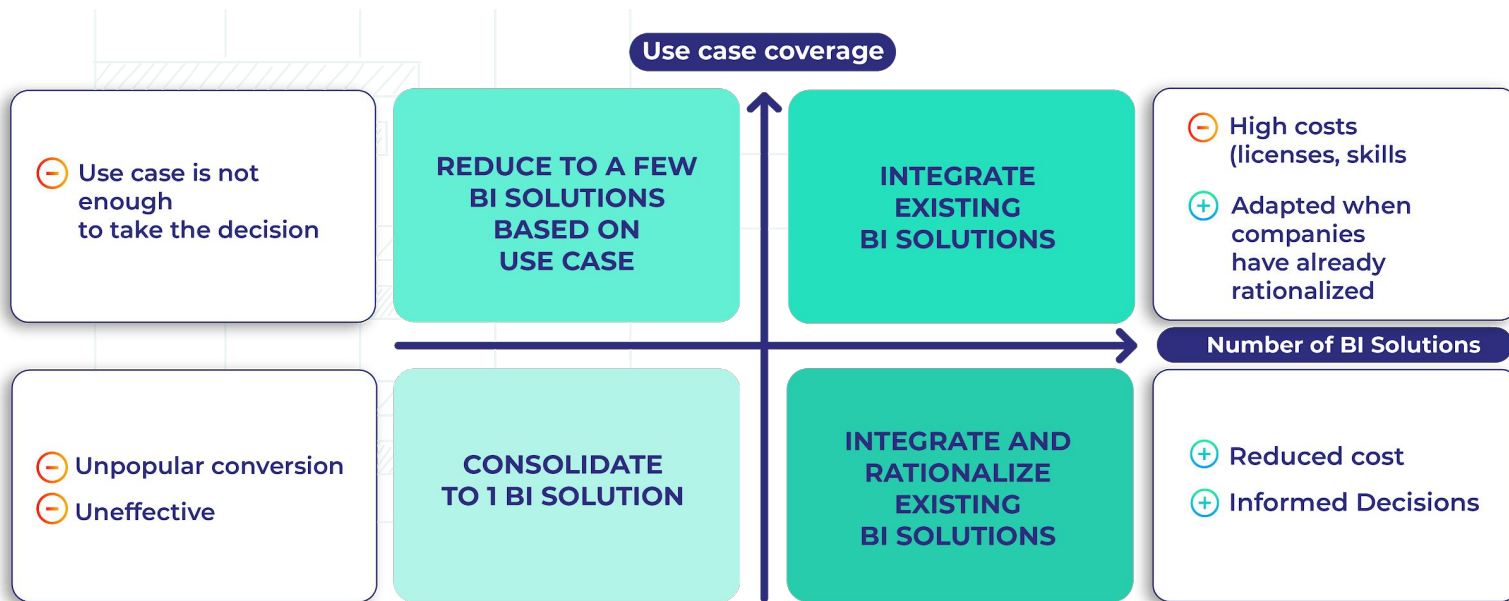 Use case coverage
Use case is not
enough
to take the decision
REDUCE TO A FEW
BI SOLUTIONS
BASED ON
USE CASE
INTEGRATE
EXISTING
BI SOLUTIONS
High costs
(licenses, skills
Adapted when
companies
have already
rationalized
Number of BI Solutions
Unpopular conversion
Uneffective
CONSOLIDATE
TO 1 BI SOLUTION
INTEGRATE AND
RATIONALIZE
EXISTING
BI SOLUTIONS
Reduced cost
Informed Decisions